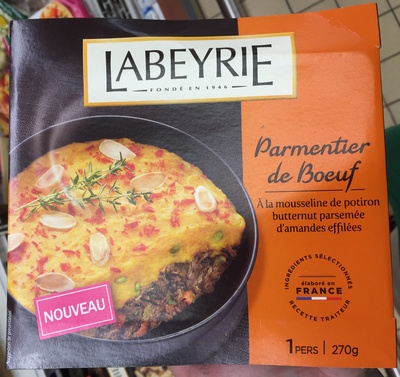 LABEYRIE
FONDÉ EN 1946
Parmentier
de Boeuf
À la mousseline de potiron
butternut parsemée
d'amandes effilées
INGRÉDIENTS SÉLECTIONNÉS
élaboré en
FRANCE
RECETTE TRAITEUR
NOUVEAU
1 PERS | 270g